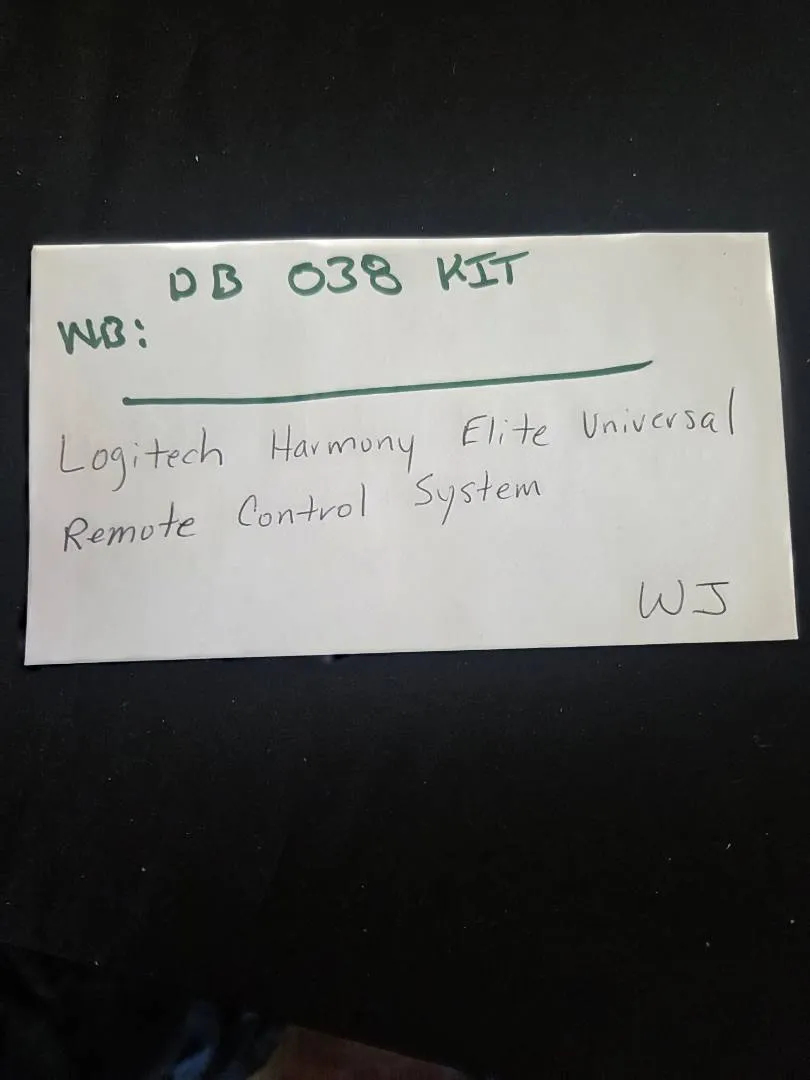 DB 038 KIT
WB:
Logitech Harmony Elite Universal
Remote Control System
WJ